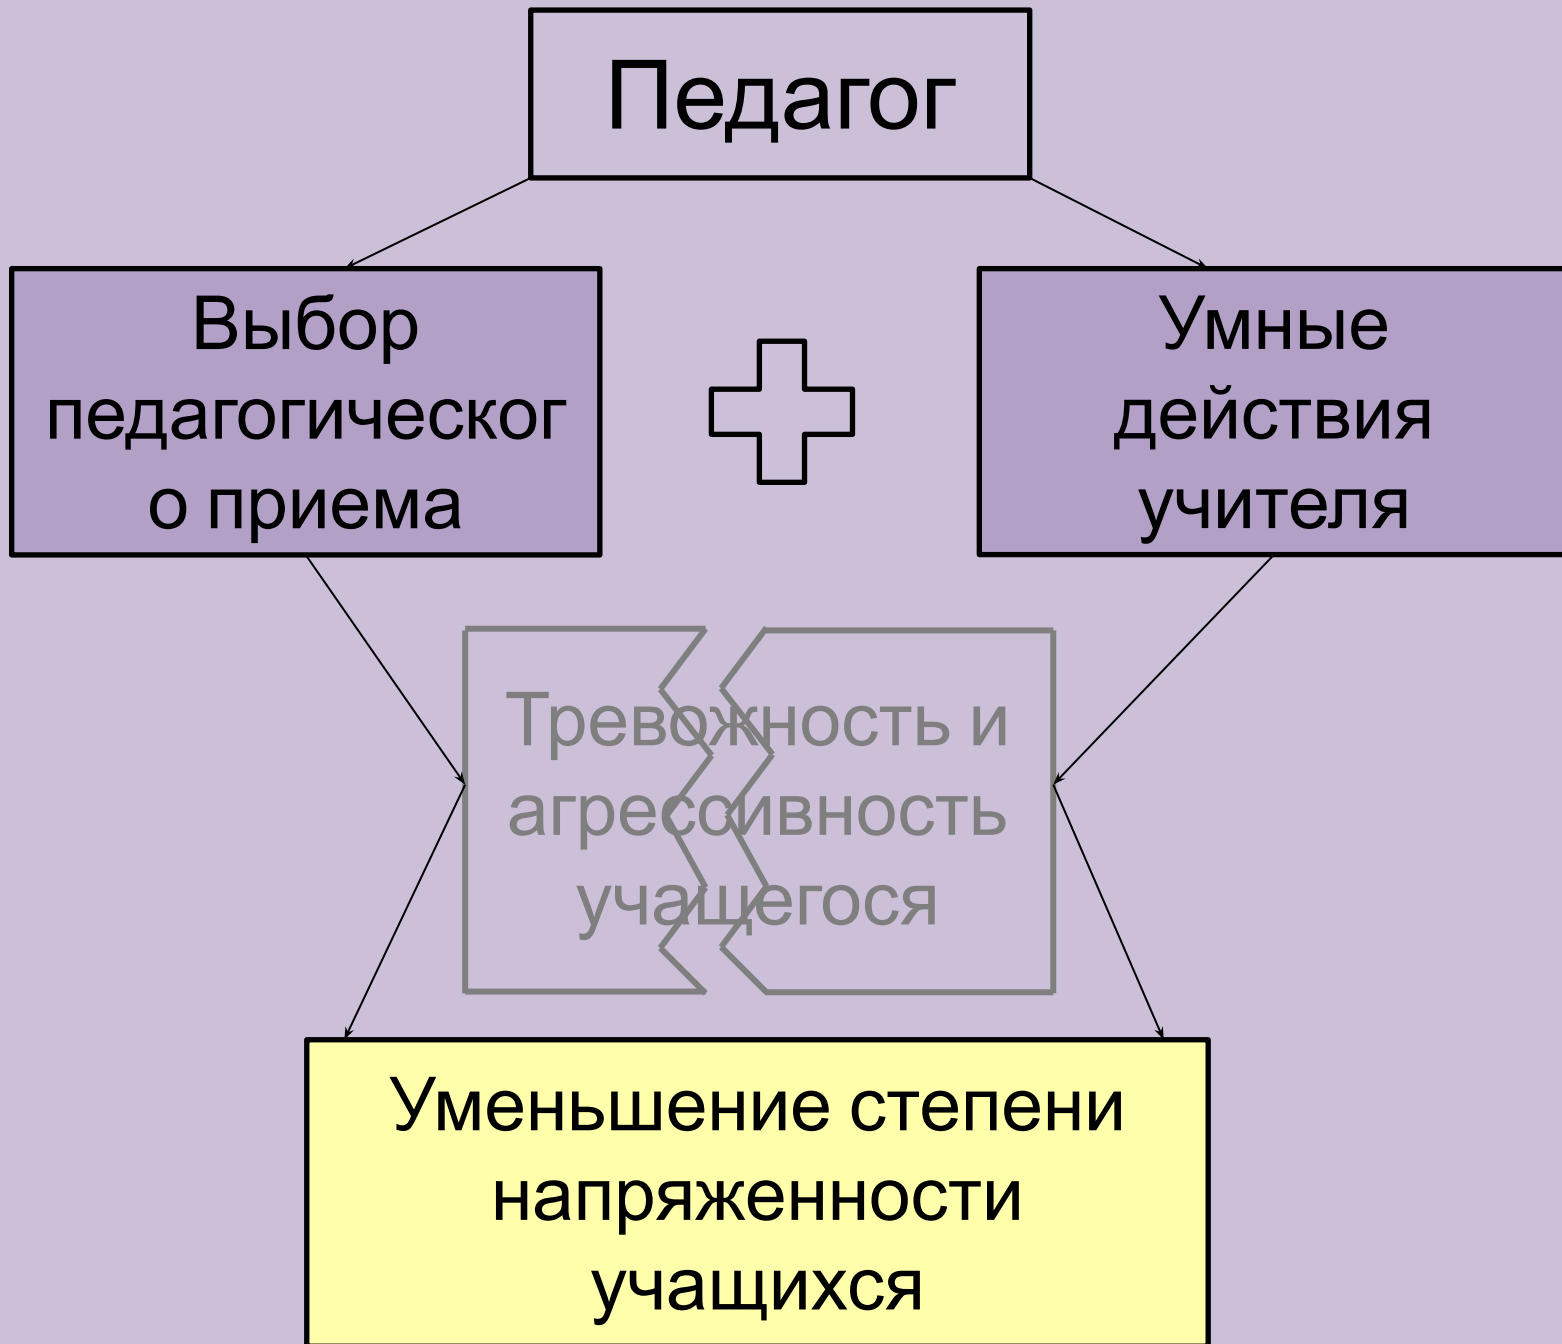 Педагог
Выбор
педагогическог
о приема
Умные
действия
учителя
Тревожность и
агрессивность
учащегося
Уменьшение степени
напряженности
учащихся